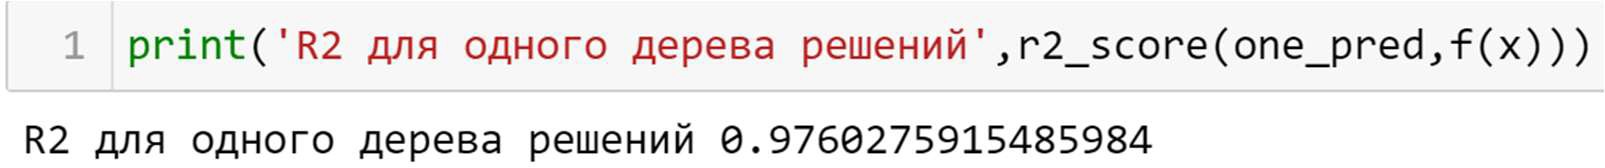 1 print('R2 для одного дерева решений',r2_score(one_pred,f(x)))
R2 для одного дерева решений 0.9760275915485984